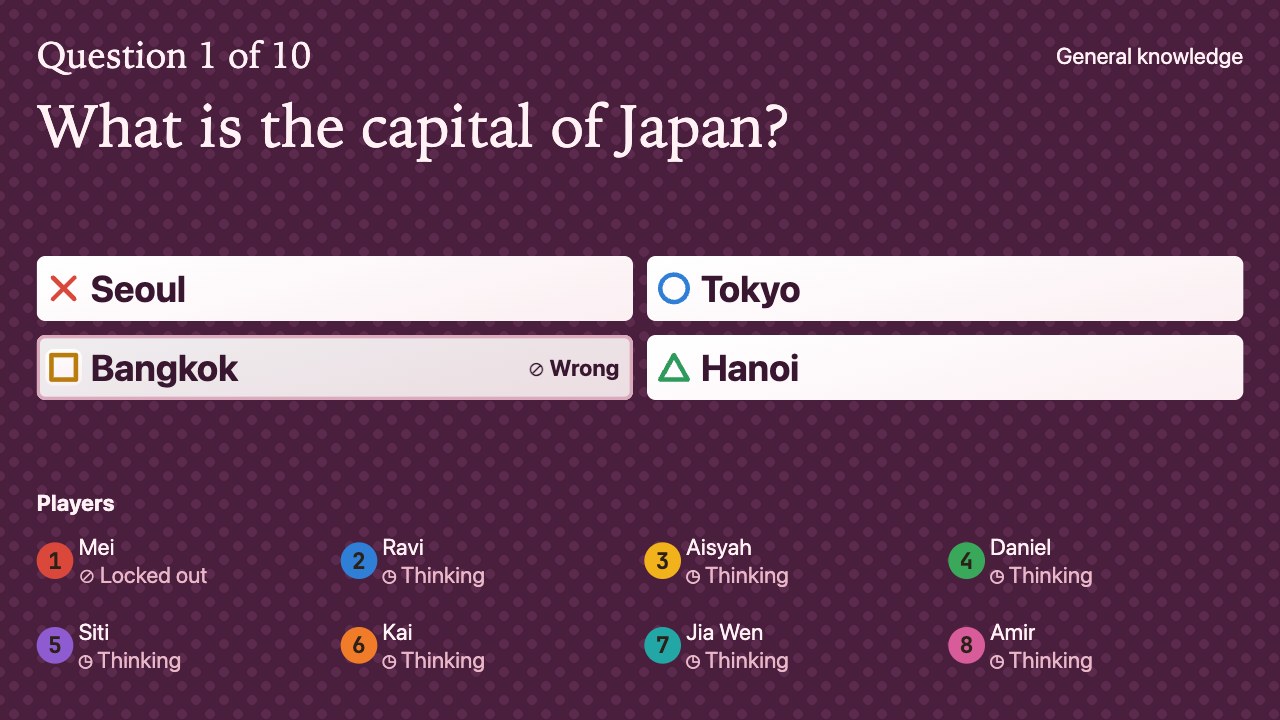 Question 1 of 10
General knowledge
What is the capital of Japan?
Seoul
Tokyo
Bangkok
Wrong
Hanoi
Players
1
Mei
Locked out
2
Ravi
Thinking
3
Aisyah
Thinking
4
Daniel
Thinking
5
Siti
Thinking
6
Kai
Thinking
7
Jia Wen
Thinking
8
Amir
Thinking